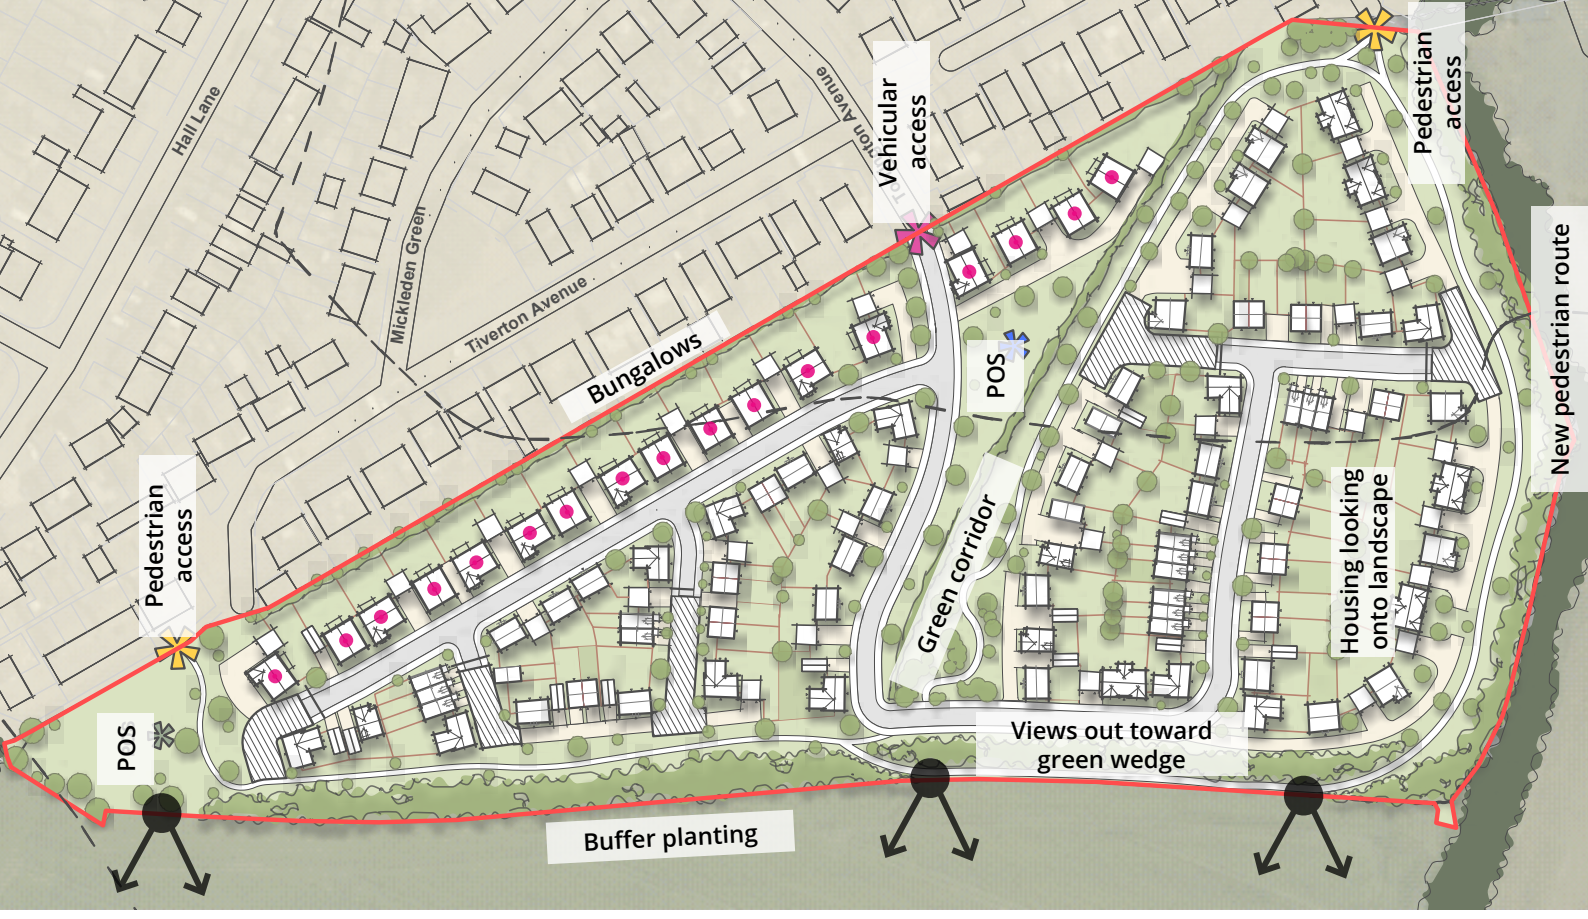 Hall Lane
Mickleden Green
Tiverton Avenue
Avenue
Vehicular
access
Pedestrian
access
Bungalows
POS
New pedestrian route
Pedestrian
access
Green corridor
Housing looking
onto landscape
POS
Views out toward
green wedge
Buffer planting